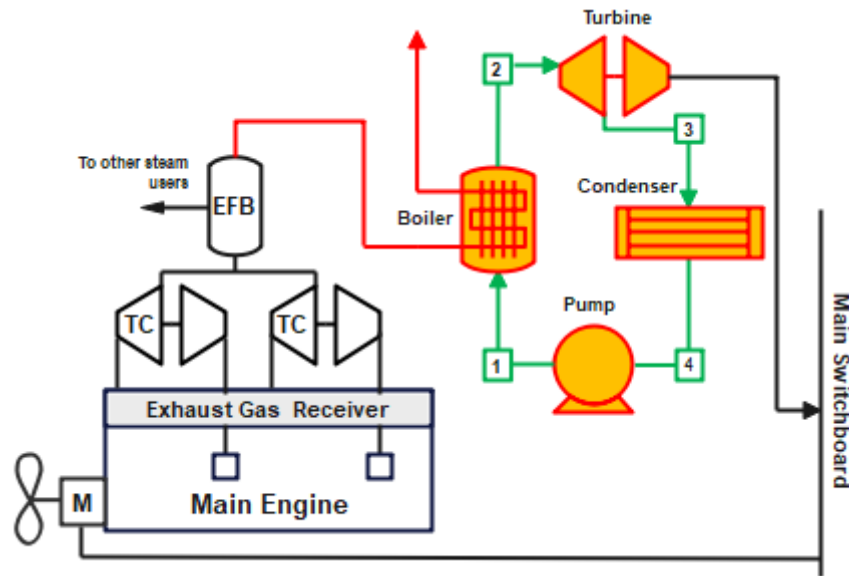 Turbine
2
3
To other steam
users
EFB
Boiler
Condenser
Pump
TC
TC
1
4
Exhaust Gas Receiver
Main Engine
M
Main Switchboard